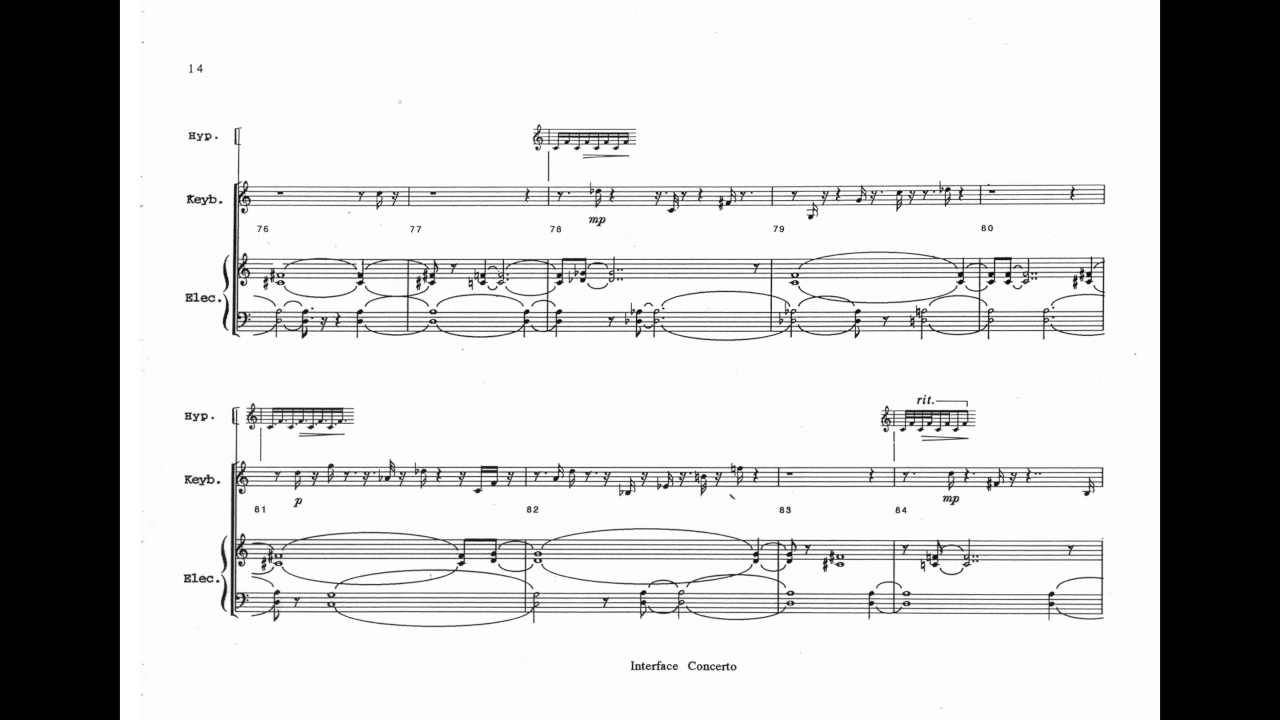 14
Hyp.
Keyb.
mp
76 77 78 79 80
Elec.
Hyp.
rit.
Keyb.
p mp
81 82 83 84
Elec.
Interface Concerto